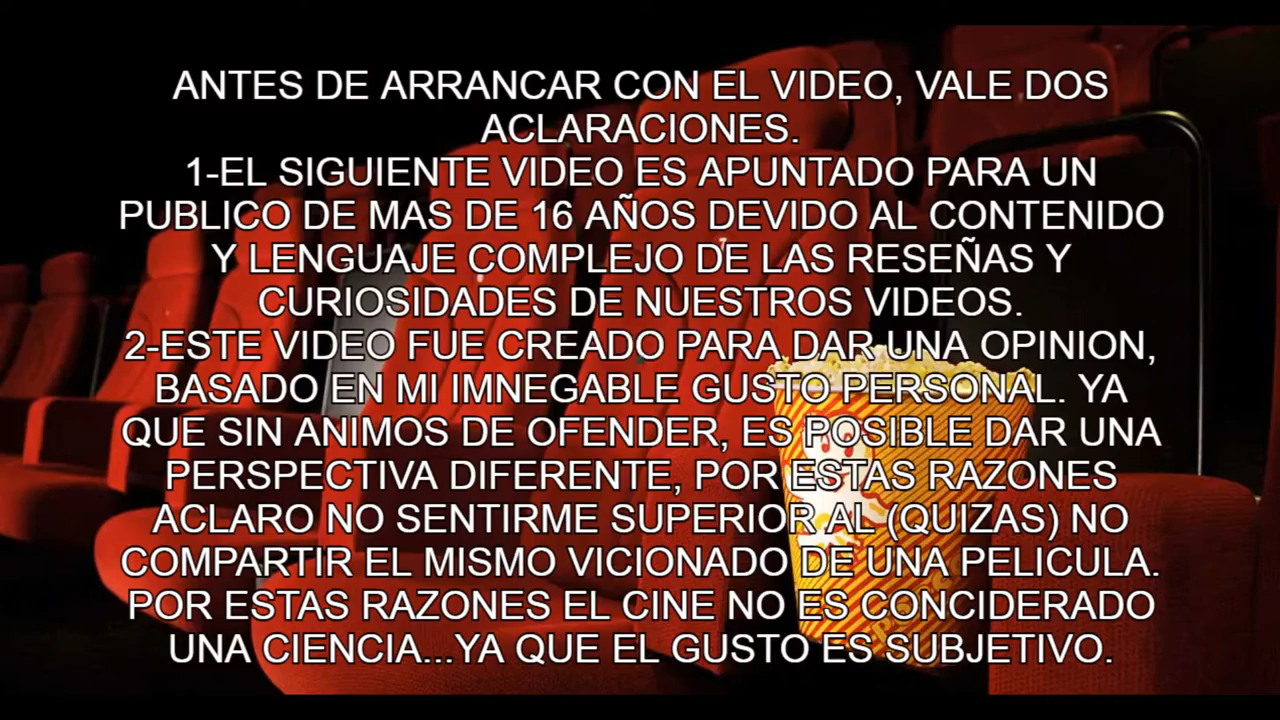 ANTES DE ARRANCAR CON EL VIDEO, VALE DOS
ACLARACIONES.
1-EL SIGUIENTE VIDEO ES APUNTADO PARA UN
PUBLICO DE MAS DE 16 AÑOS DEVIDO AL CONTENIDO
Y LENGUAJE COMPLEJO DE LAS RESEÑAS Y
CURIOSIDADES DE NUESTROS VIDEOS.
2-ESTE VIDEO FUE CREADO PARA DAR UNA OPINION,
BASADO EN MI IMNEGABLE GUSTO PERSONAL. YA
QUE SIN ANIMOS DE OFENDER, ES POSIBLE DAR UNA
PERSPECTIVA DIFERENTE, POR ESTAS RAZONES
ACLARO NO SENTIRME SUPERIOR AL (QUIZAS) NO
COMPARTIR EL MISMO VICIONADO DE UNA PELICULA.
POR ESTAS RAZONES EL CINE NO ES CONCIDERADO
UNA CIENCIA...YA QUE EL GUSTO ES SUBJETIVO.